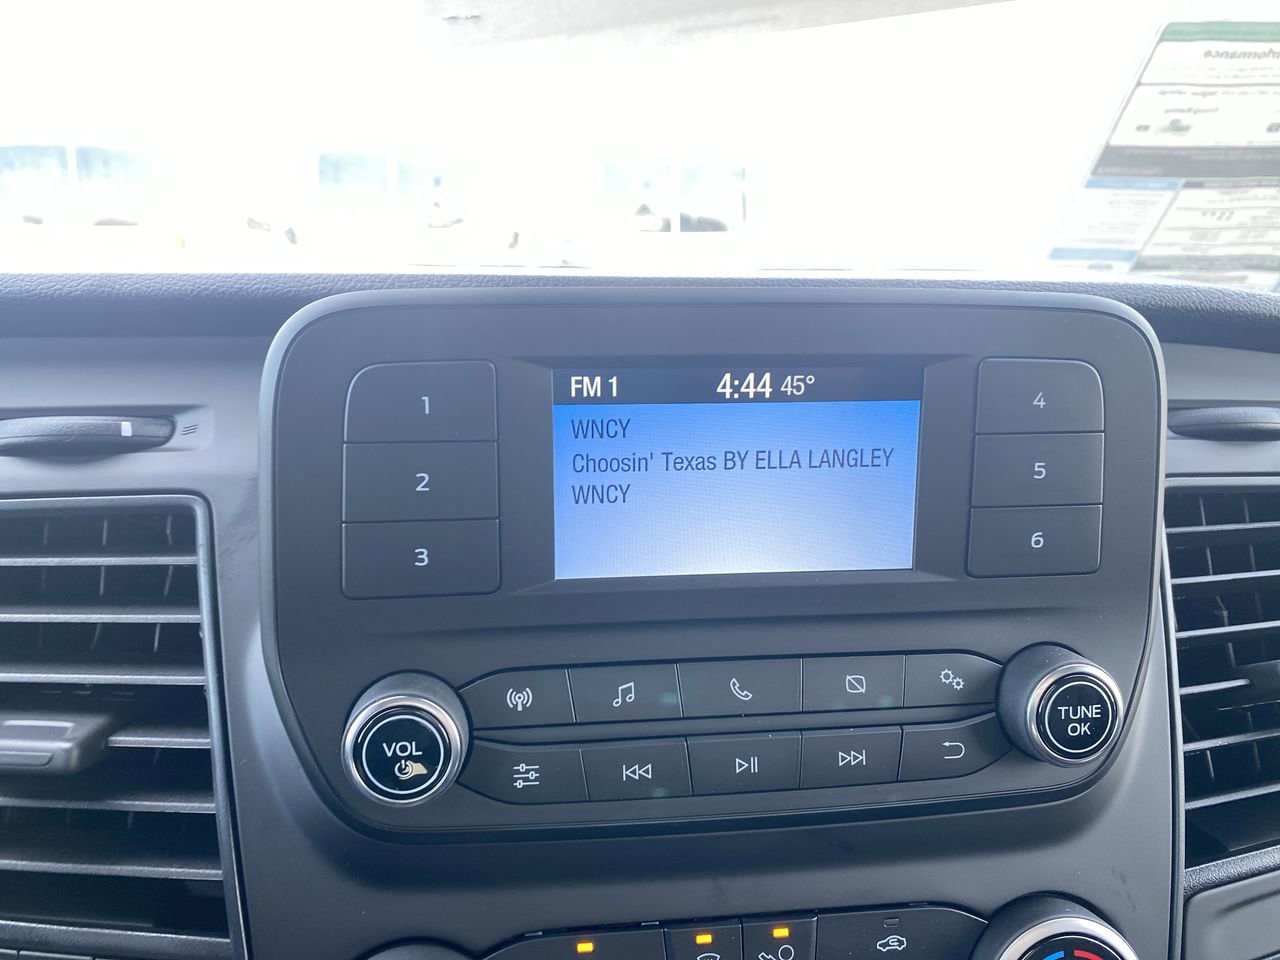 FM 1 4:44 45°
WNCY
Choosin' Texas BY ELLA LANGLEY
WNCY
1
2
3
4
5
6
VOL
TUNE
OK